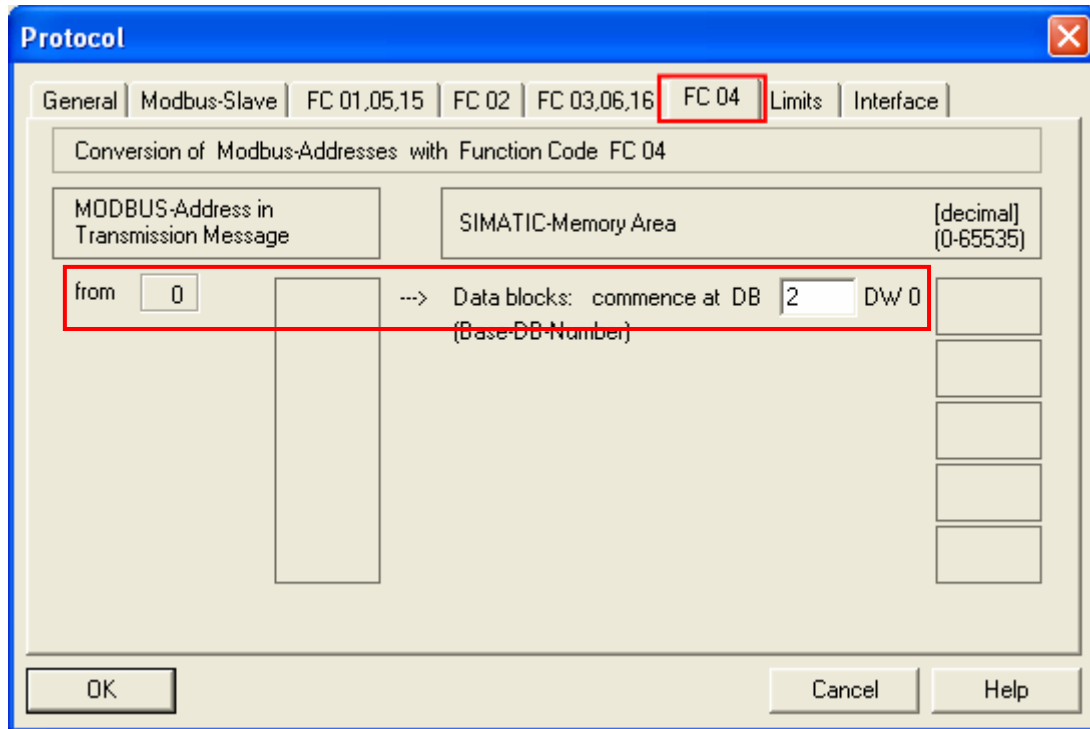 Protocol
General Modbus-Slave FC 01,05,15 FC 02 FC 03,06,16 FC 04 Limits Interface
Conversion of Modbus-Addresses with Function Code FC 04
MODBUS-Address in
Transmission Message
SIMATIC-Memory Area
[decimal]
(0-65535)
from 0 ---> Data blocks: commence at DB 2 DW 0
(Base-DB-Number)
OK Cancel Help